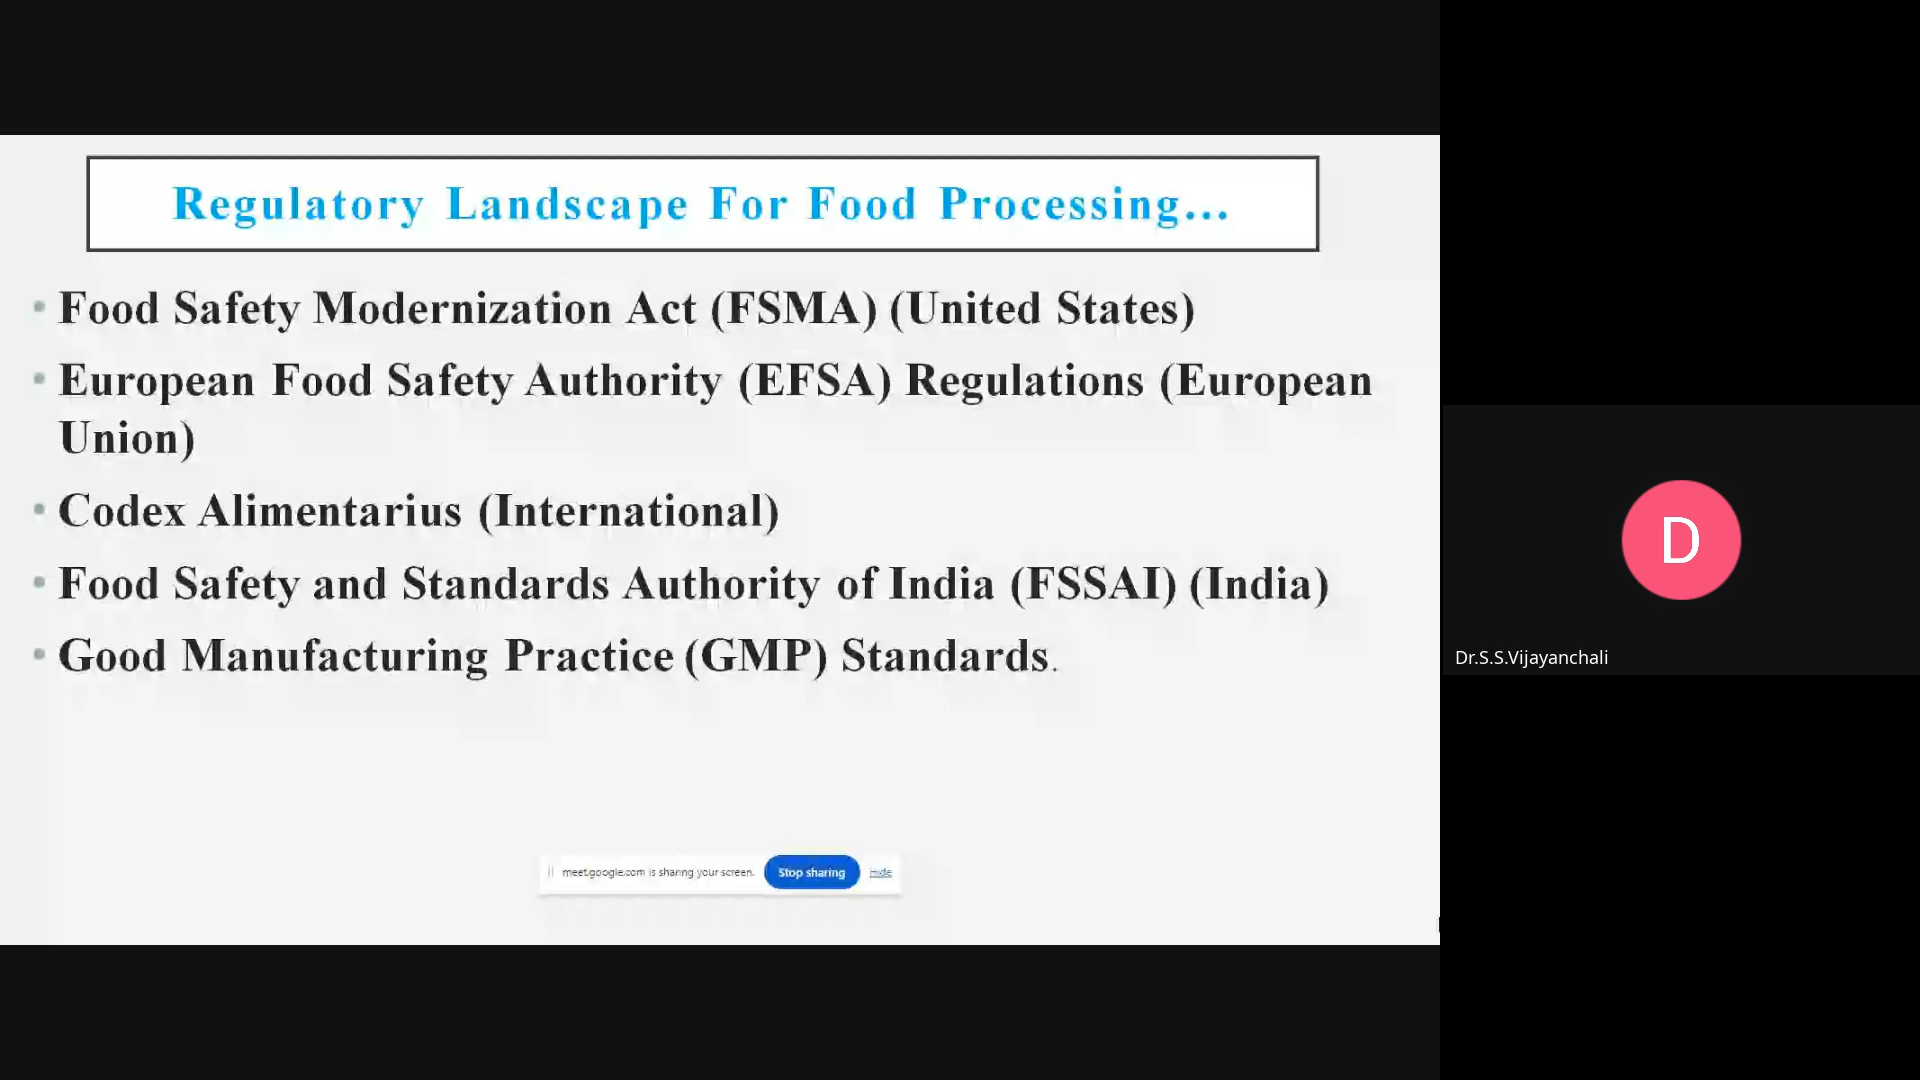 Regulatory Landscape For Food Processing...
• Food Safety Modernization Act (FSMA) (United States)
• European Food Safety Authority (EFSA) Regulations (European
Union)
• Codex Alimentarius (International)
• Food Safety and Standards Authority of India (FSSAI) (India)
• Good Manufacturing Practice (GMP) Standards.
meet.google.com is sharing your screen. Stop sharing Hide
D
Dr.S.S.Vijayanchali